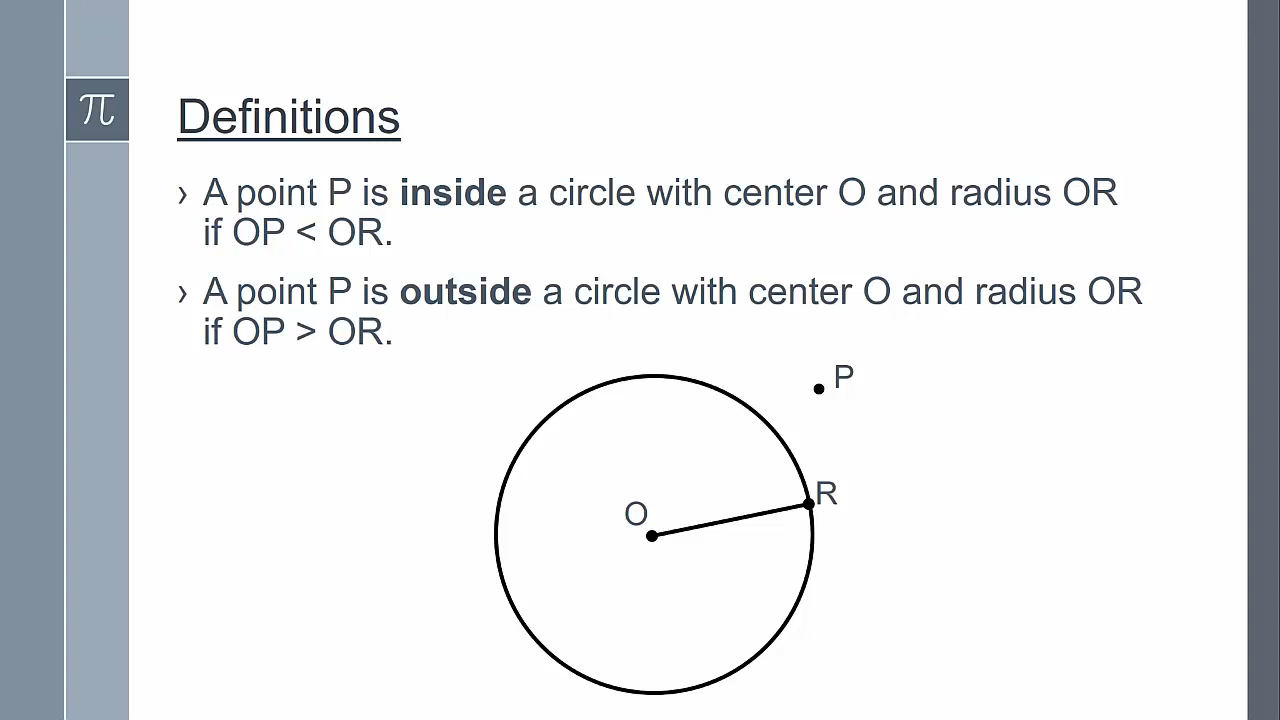 π
Definitions
› A point P is inside a circle with center O and radius OR
if OP < OR.
› A point P is outside a circle with center O and radius OR
if OP > OR.
P
R
O